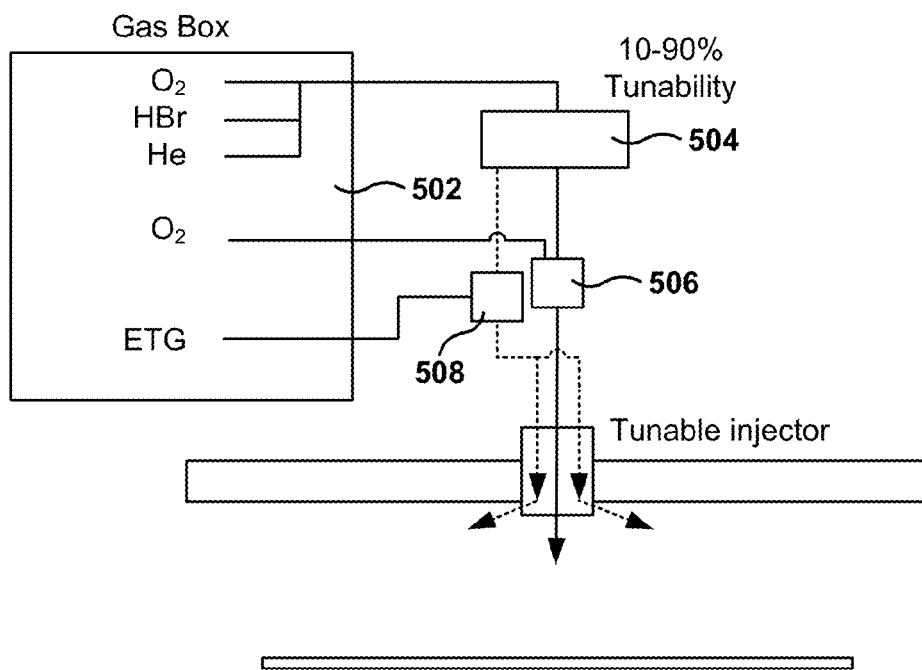 Gas Box
10-90%
Tunability
O₂
HBr
He
504
502
O₂
506
ETG
508
Tunable injector